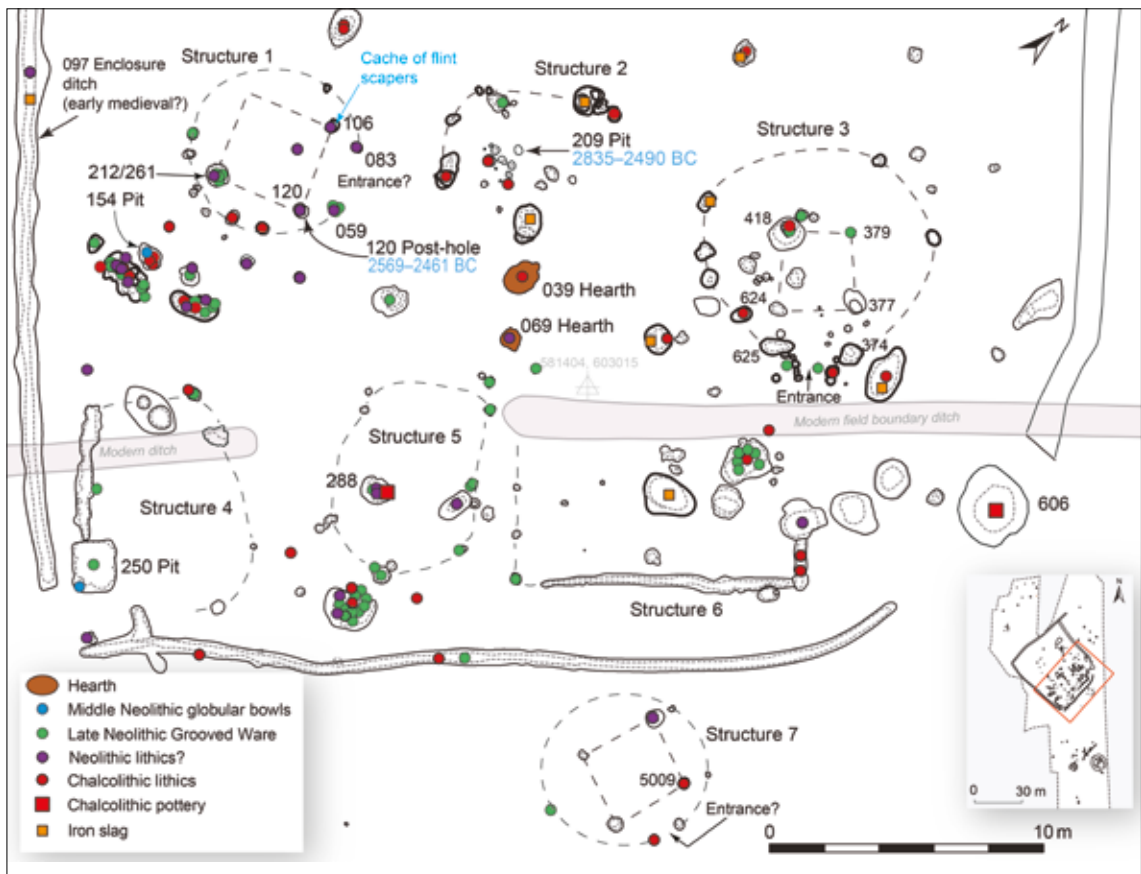 Structure 1
097 Enclosure
ditch
(early medieval?)
Cache of flint
scapers
106
083
Entrance?
212/261
154 Pit
120
059
120 Post-hole
2569–2461 BC
Structure 2
209 Pit
2835–2490 BC
039 Hearth
069 Hearth
581404, 603015
Structure 3
418
379
624
377
625
374
Entrance
Modern field boundary ditch
Modern ditch
Structure 4
250 Pit
Structure 5
288
Structure 6
606
Structure 7
5009
Entrance?
Hearth
Middle Neolithic globular bowls
Late Neolithic Grooved Ware
Neolithic lithics?
Chalcolithic lithics
Chalcolithic pottery
Iron slag
0
10 m
N
0
30 m
N